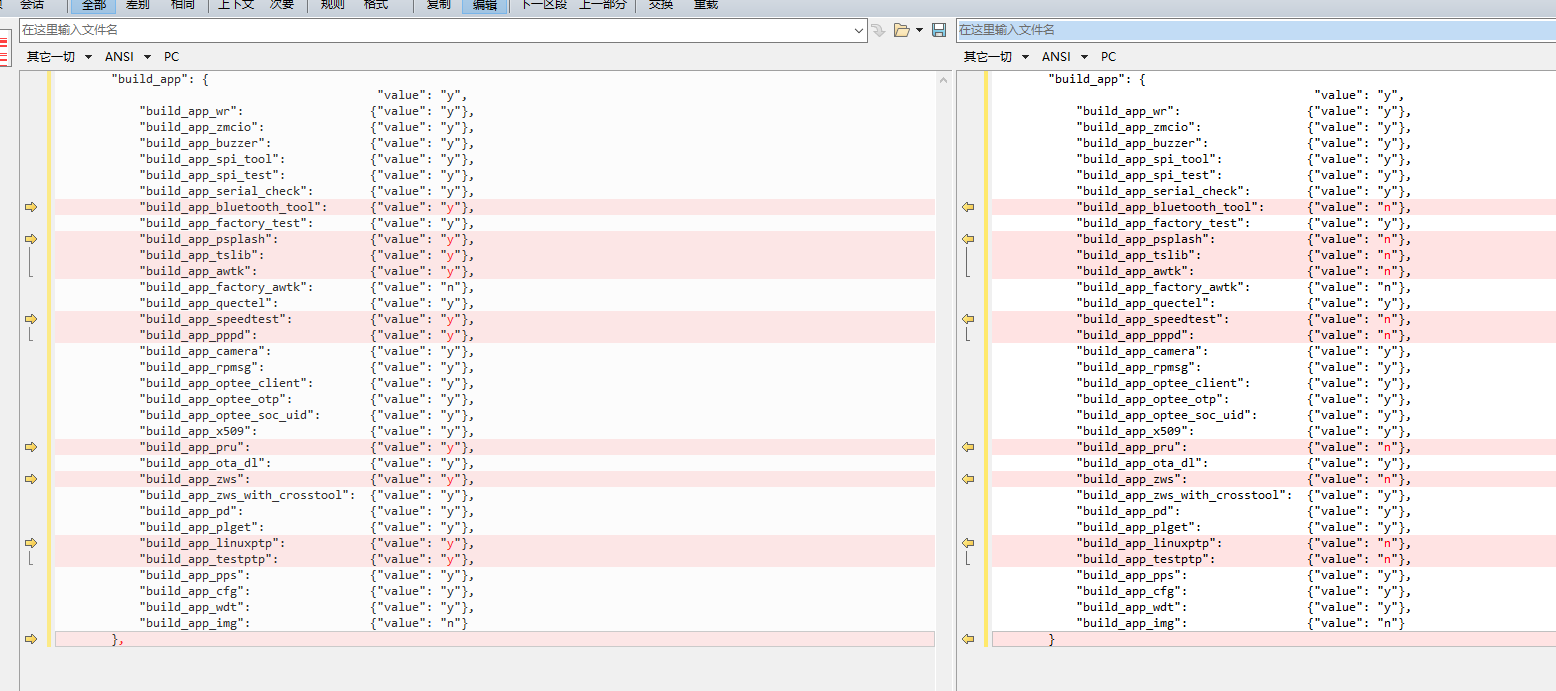 会话 全部 差别 相同 上下文 次要 规则 格式 复制 编辑 下一区段 上一部分 交换 重载
在这里输入文件名
其它一切 ANSI PC
"build_app": {
"value": "y",
"build_app_wr": {"value": "y"},
"build_app_zmcio": {"value": "y"},
"build_app_buzzer": {"value": "y"},
"build_app_spi_tool": {"value": "y"},
"build_app_spi_test": {"value": "y"},
"build_app_serial_check": {"value": "y"},
"build_app_bluetooth_tool": {"value": "y"},
"build_app_factory_test": {"value": "y"},
"build_app_psplash": {"value": "y"},
"build_app_tslib": {"value": "y"},
"build_app_awtk": {"value": "y"},
"build_app_factory_awtk": {"value": "n"},
"build_app_quectel": {"value": "y"},
"build_app_speedtest": {"value": "y"},
"build_app_pppd": {"value": "y"},
"build_app_camera": {"value": "y"},
"build_app_rpmsg": {"value": "y"},
"build_app_optee_client": {"value": "y"},
"build_app_optee_otp": {"value": "y"},
"build_app_optee_soc_uid": {"value": "y"},
"build_app_x509": {"value": "y"},
"build_app_pru": {"value": "y"},
"build_app_ota_dl": {"value": "y"},
"build_app_zws": {"value": "y"},
"build_app_zws_with_crosstool": {"value": "y"},
"build_app_pd": {"value": "y"},
"build_app_plget": {"value": "y"},
"build_app_linuxptp": {"value": "y"},
"build_app_testptp": {"value": "y"},
"build_app_pps": {"value": "y"},
"build_app_cfg": {"value": "y"},
"build_app_wdt": {"value": "y"},
"build_app_img": {"value": "n"}
},
在这里输入文件名
其它一切 ANSI PC
"build_app": {
"value": "y",
"build_app_wr": {"value": "y"},
"build_app_zmcio": {"value": "y"},
"build_app_buzzer": {"value": "y"},
"build_app_spi_tool": {"value": "y"},
"build_app_spi_test": {"value": "y"},
"build_app_serial_check": {"value": "y"},
"build_app_bluetooth_tool": {"value": "n"},
"build_app_factory_test": {"value": "y"},
"build_app_psplash": {"value": "n"},
"build_app_tslib": {"value": "n"},
"build_app_awtk": {"value": "n"},
"build_app_factory_awtk": {"value": "n"},
"build_app_quectel": {"value": "y"},
"build_app_speedtest": {"value": "n"},
"build_app_pppd": {"value": "n"},
"build_app_camera": {"value": "y"},
"build_app_rpmsg": {"value": "y"},
"build_app_optee_client": {"value": "y"},
"build_app_optee_otp": {"value": "y"},
"build_app_optee_soc_uid": {"value": "y"},
"build_app_x509": {"value": "y"},
"build_app_pru": {"value": "n"},
"build_app_ota_dl": {"value": "y"},
"build_app_zws": {"value": "n"},
"build_app_zws_with_crosstool": {"value": "y"},
"build_app_pd": {"value": "y"},
"build_app_plget": {"value": "y"},
"build_app_linuxptp": {"value": "n"},
"build_app_testptp": {"value": "n"},
"build_app_pps": {"value": "y"},
"build_app_cfg": {"value": "y"},
"build_app_wdt": {"value": "y"},
"build_app_img": {"value": "n"}
}